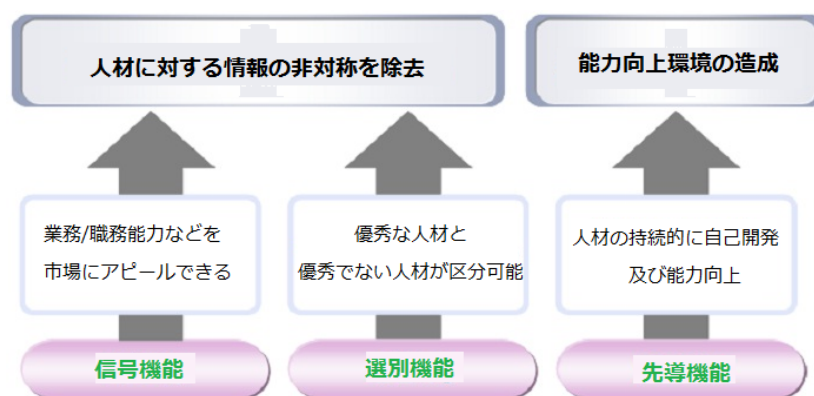 人材に対する情報の非対称を除去
能力向上環境の造成
業務/職務能力などを
市場にアピールできる
優秀な人材と
優秀でない人材が区分可能
人材の持続的に自己開発
及び能力向上
信号機能
選別機能
先導機能